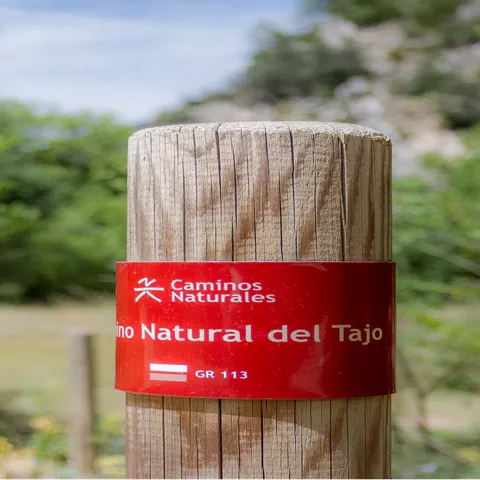 Caminos
Naturales
ino Natural del Tajo
GR 113